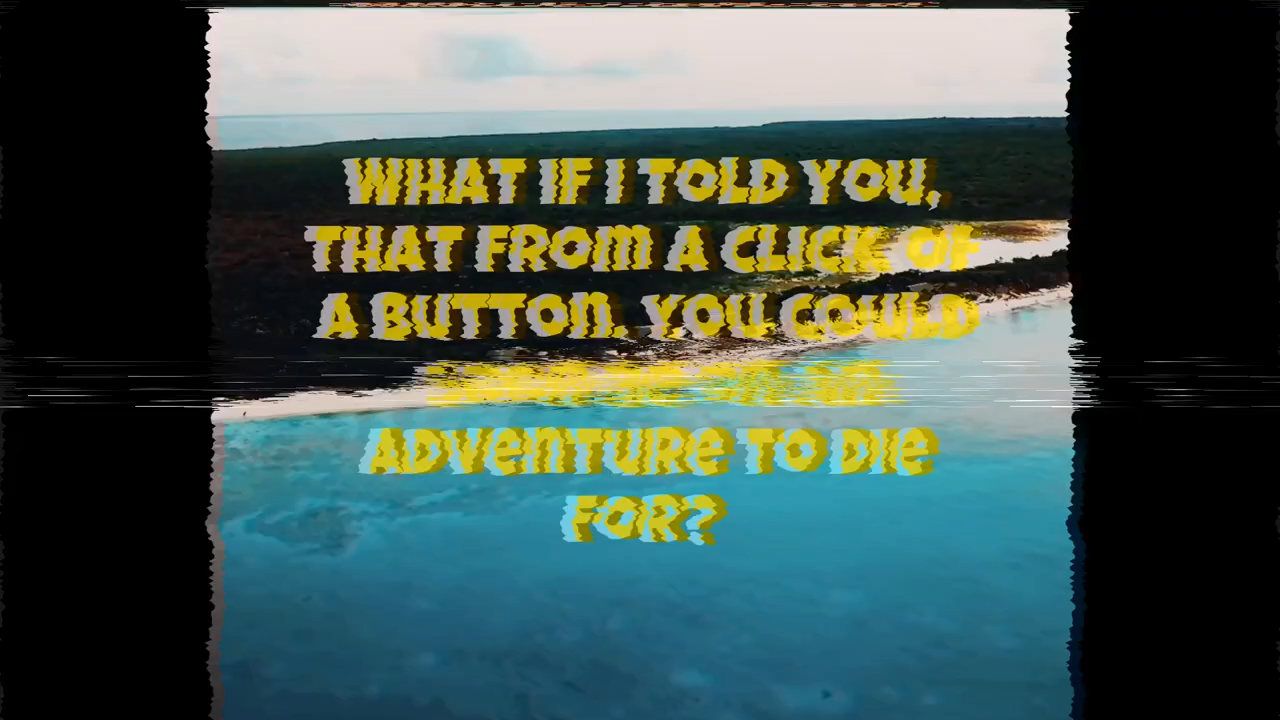 WHAT IF I TOLD YOU,
THAT FROM A CLICK OF
A BUTTON, YOU COULD
ADVENTURE TO DIE
FOR?